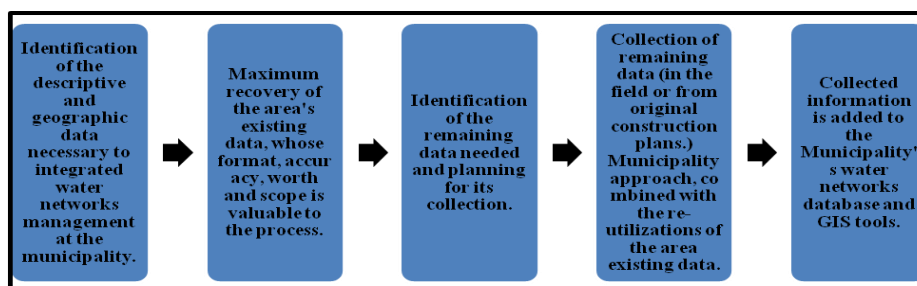 Identification
of the
descriptive
and
geographic
data
necessary to
integrated
water
networks
management
at the
municipality.
Maximum
recovery
of the area's
existing
data, whose
format, accur
acy, worth
and scope is
valuable to
the process.
Identification
of the
remaining
data needed
and planning
for its
collection.
Collection of
remaining
data (in the
field or from
original
construction
plans.)
Municipality
approach, co
mbined with
the re-
utilizations of
the area
existing data.
Collected
information
is added to
the
Municipality'
s water
networks
database and
GIS tools.